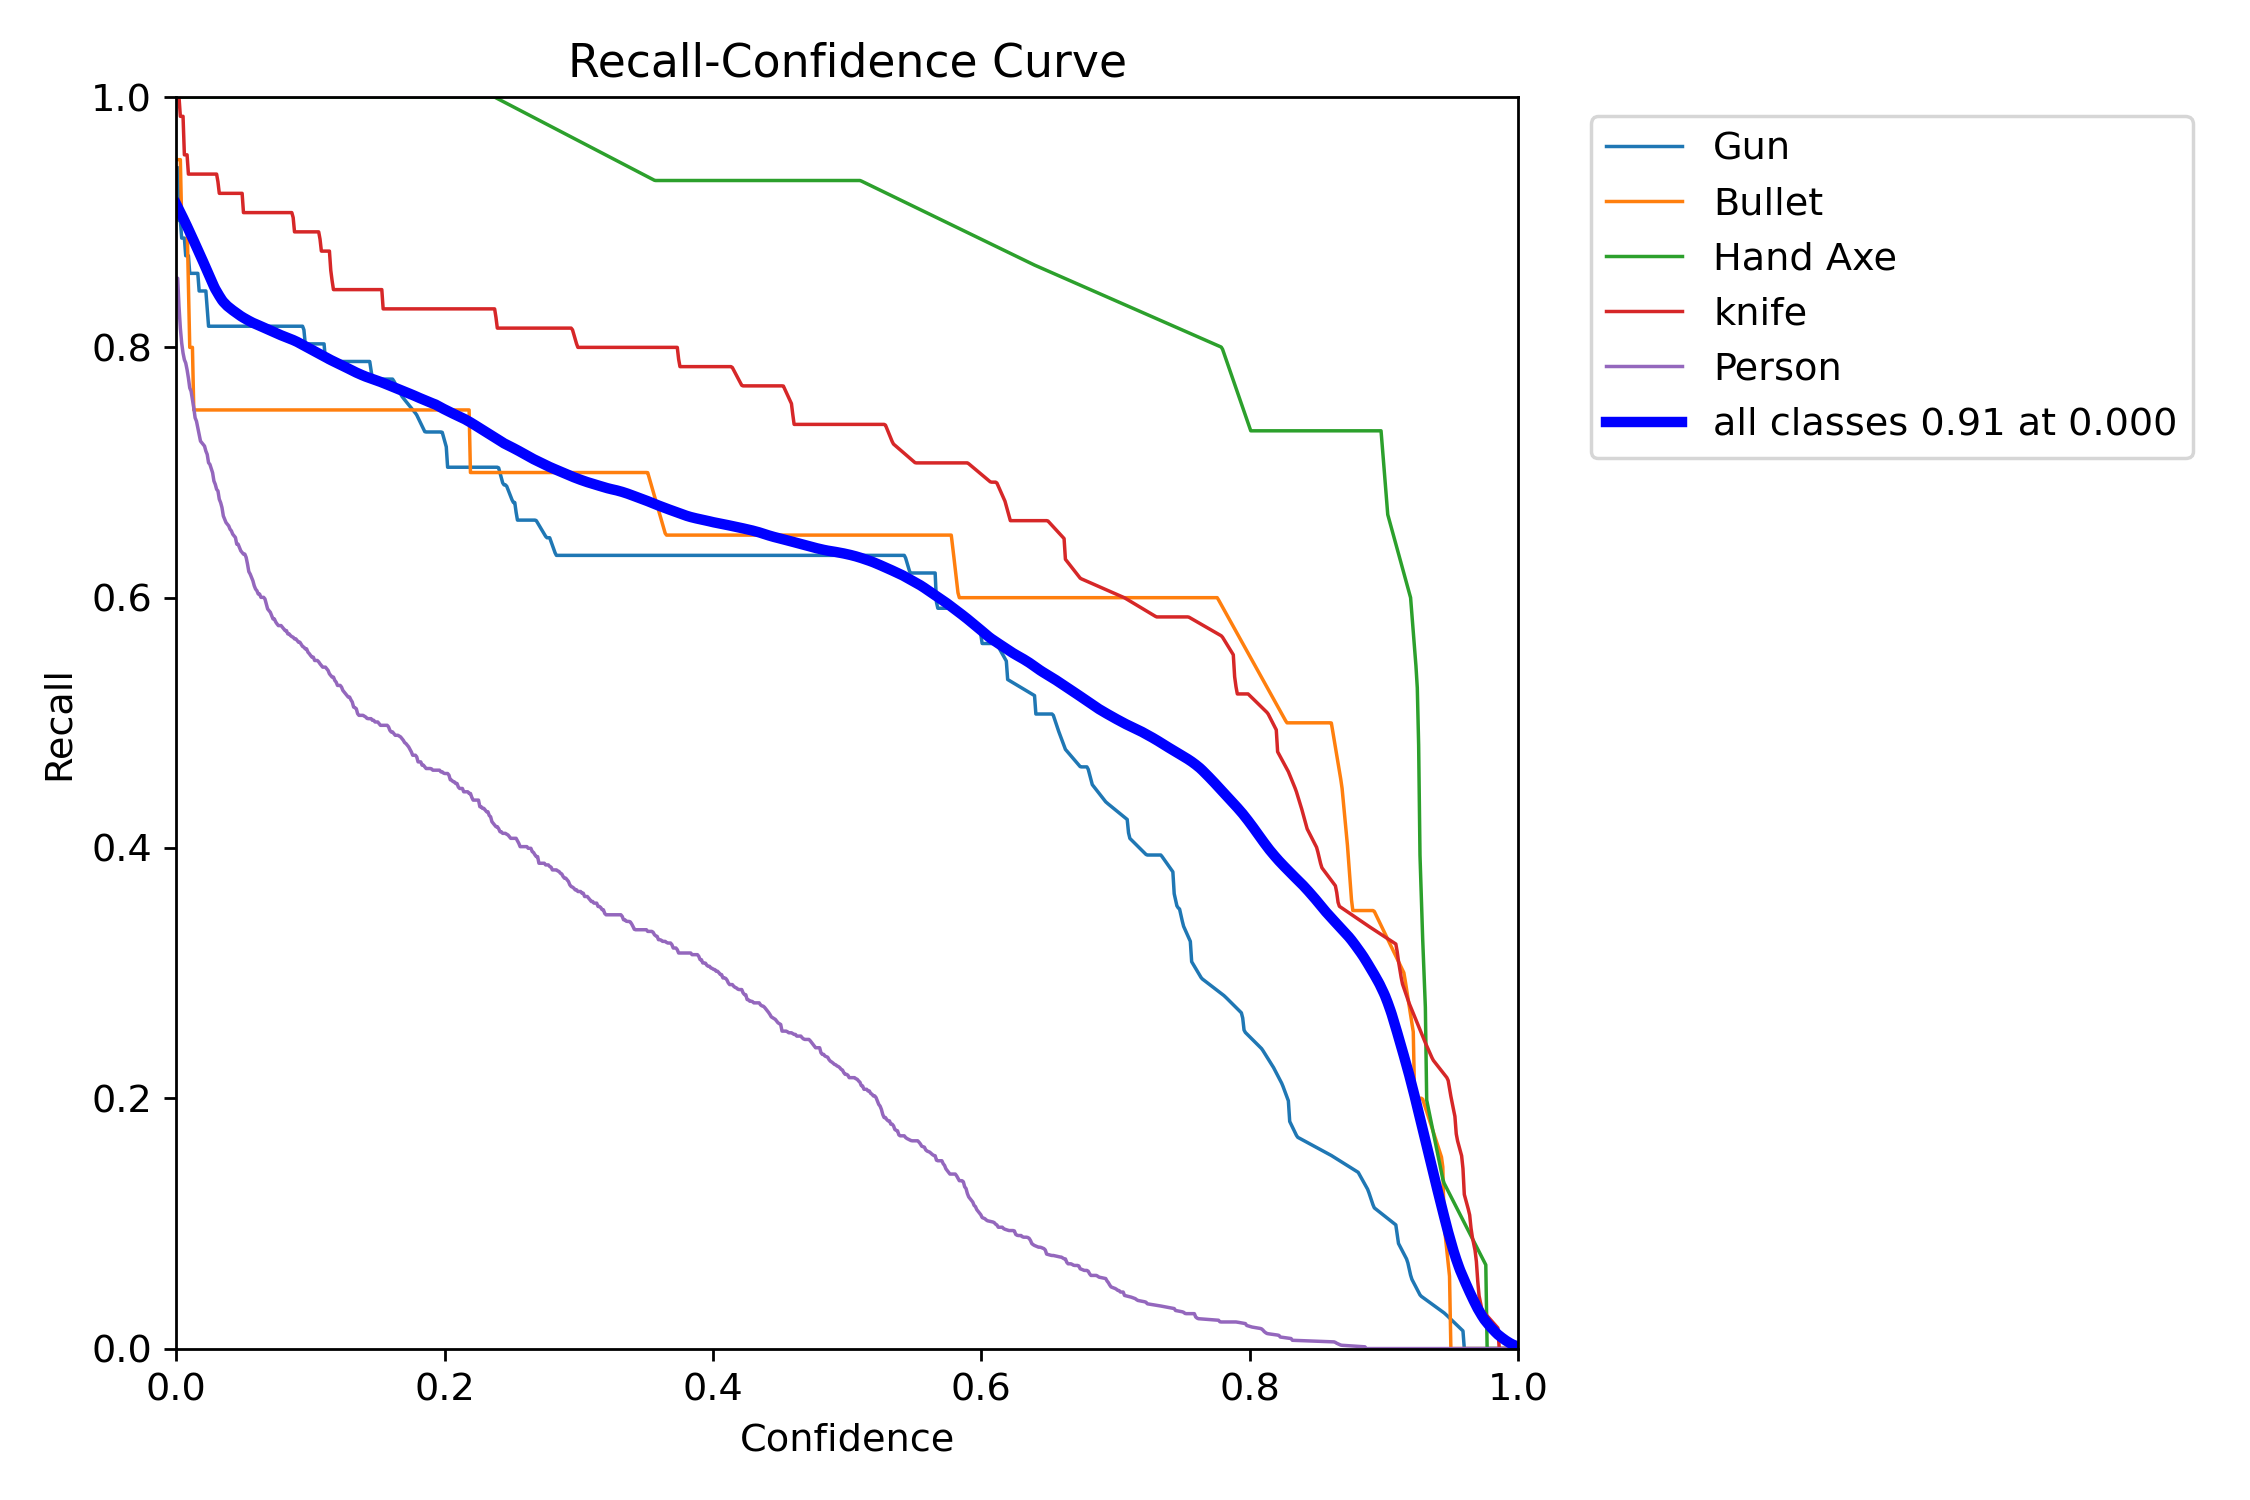 Recall-Confidence Curve
1.0
0.8
0.6
0.4
0.2
0.0
Recall
0.0 0.2 0.4 0.6 0.8 1.0
Confidence
Gun
Bullet
Hand Axe
knife
Person
all classes 0.91 at 0.000